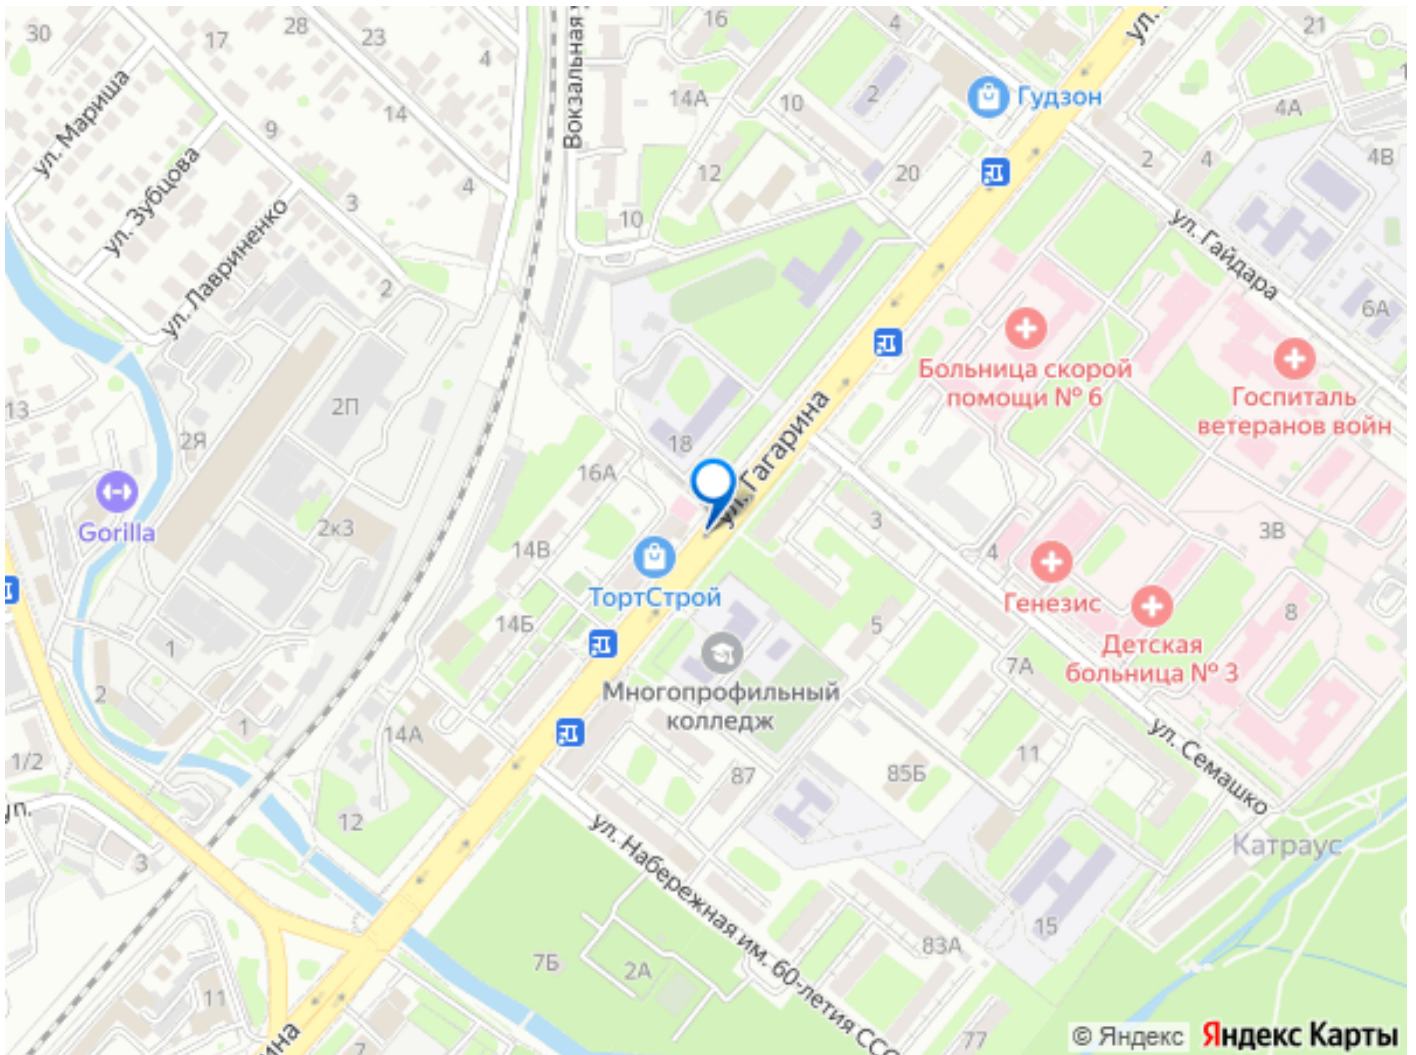 30
17
28
23
16
4
ул.
21
4
Вокзальная
14А
10
2
Гудзон
4А
ул. Мариша
9
14
12
20
2
4
4В
ул. Зубцова
3
4
10
ул. Гайдара
ул. Лавриненко
2
6А
Больница скорой
помощи № 6
Госпиталь
ветеранов войн
13
2Я
2П
18
ул. Гагарина
16А
Gorilla
2к3
14В
3
4
3В
ТортСтрой
Генезис
8
1
14Б
5
Детская
больница № 3
2
1
Многопрофильный
колледж
7А
14А
87
85Б
11
ул. Семашко
1/2
ул.
12
3
ул. Набережная им. 60-летия ССС
Катраус
15
83А
7Б
2А
11
77
7
© Яндекс
Яндекс Карты